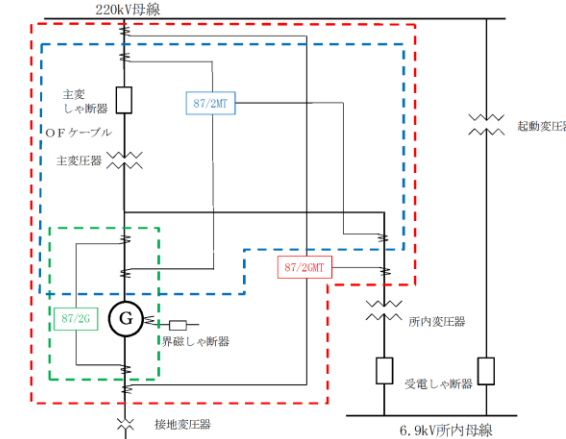 220kV母線
主変
しゃ断器
87/2MT
起動変圧器
OFケーブル
主変圧器
87/2GMT
87/2G
G
所内変圧器
界磁しゃ断器
受電しゃ断器
接地変圧器
6.9kV所内母線